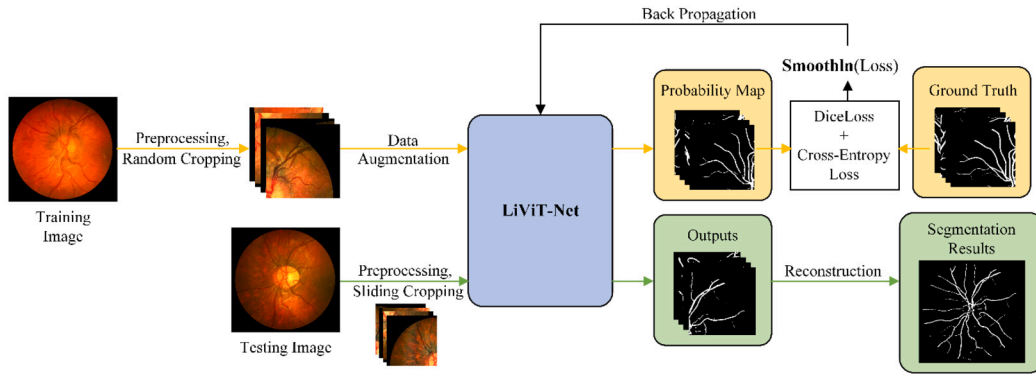 Back Propagation
Smoothln(Loss)
Probability Map
Ground Truth
DiceLoss
+
Cross-Entropy
Loss
Preprocessing,
Random Cropping
Data
Augmentation
Training
Image
LiViT-Net
Outputs
Segmentation
Results
Preprocessing,
Sliding Cropping
Reconstruction
Testing Image